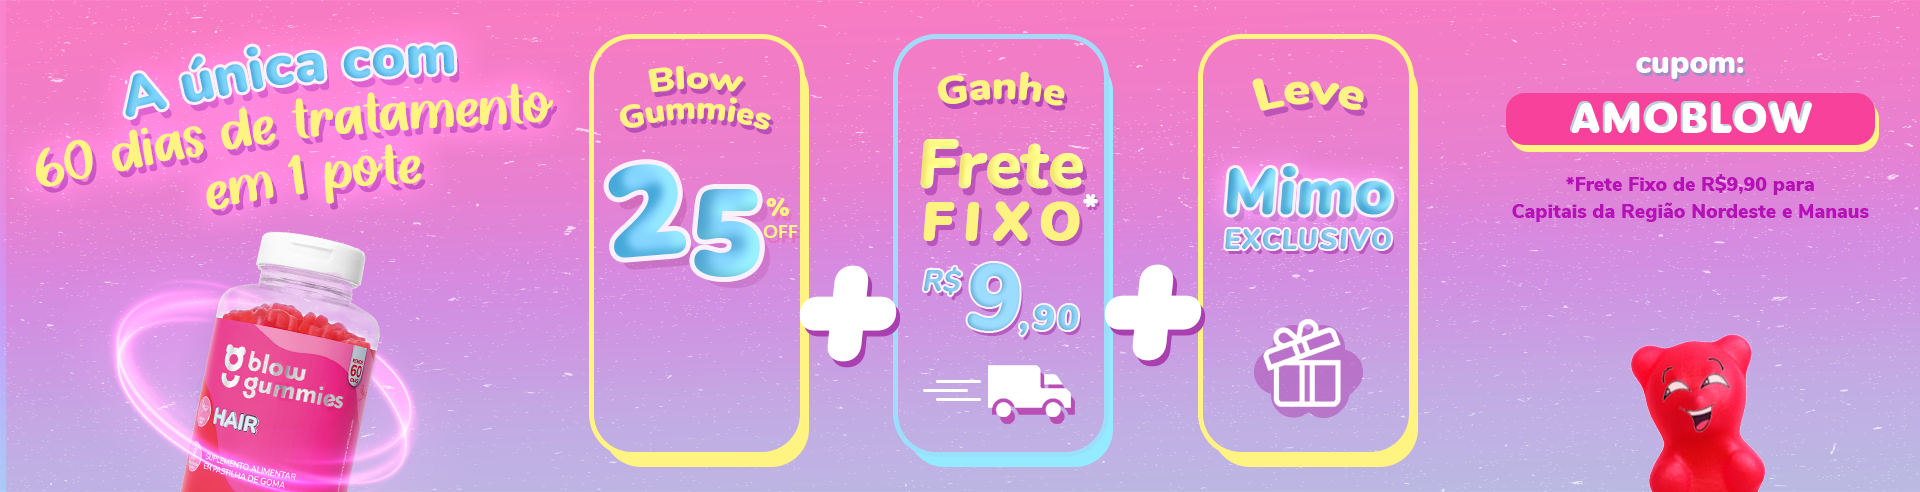 A única com
60 dias de tratamento
em 1 pote
blow
gummies
RENDE
60
DIAS
HAIR
SUPLEMENTO ALIMENTAR
EM PASTILHA DE GOMA
Blow
Gummies
25% OFF
Ganhe
Frete
FIXO*
R$9,90
Leve
Mimo
EXCLUSIVO
cupom:
AMOBLOW
*Frete Fixo de R$9,90 para
Capitais da Região Nordeste e Manaus